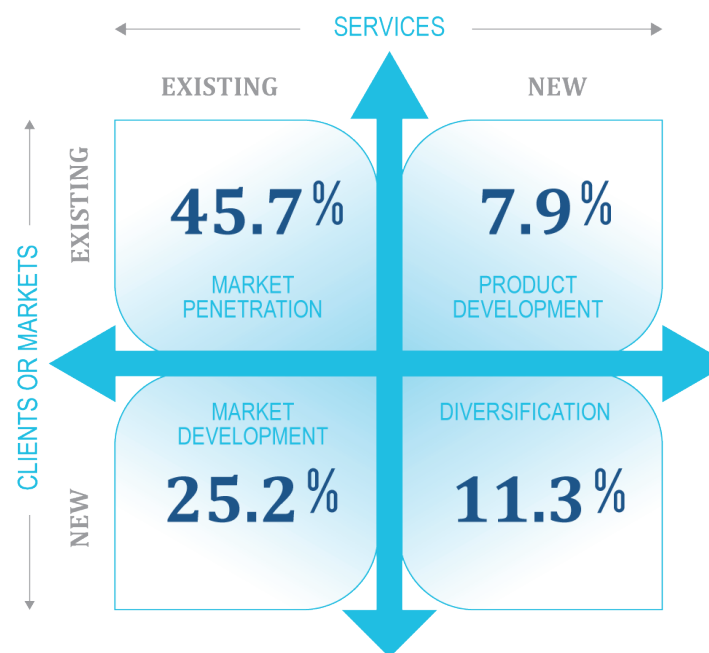 SERVICES
EXISTING
NEW
EXISTING
45.7%
7.9%
MARKET
PENETRATION
PRODUCT
DEVELOPMENT
CLIENTS OR MARKETS
MARKET
DEVELOPMENT
DIVERSIFICATION
NEW
25.2%
11.3%